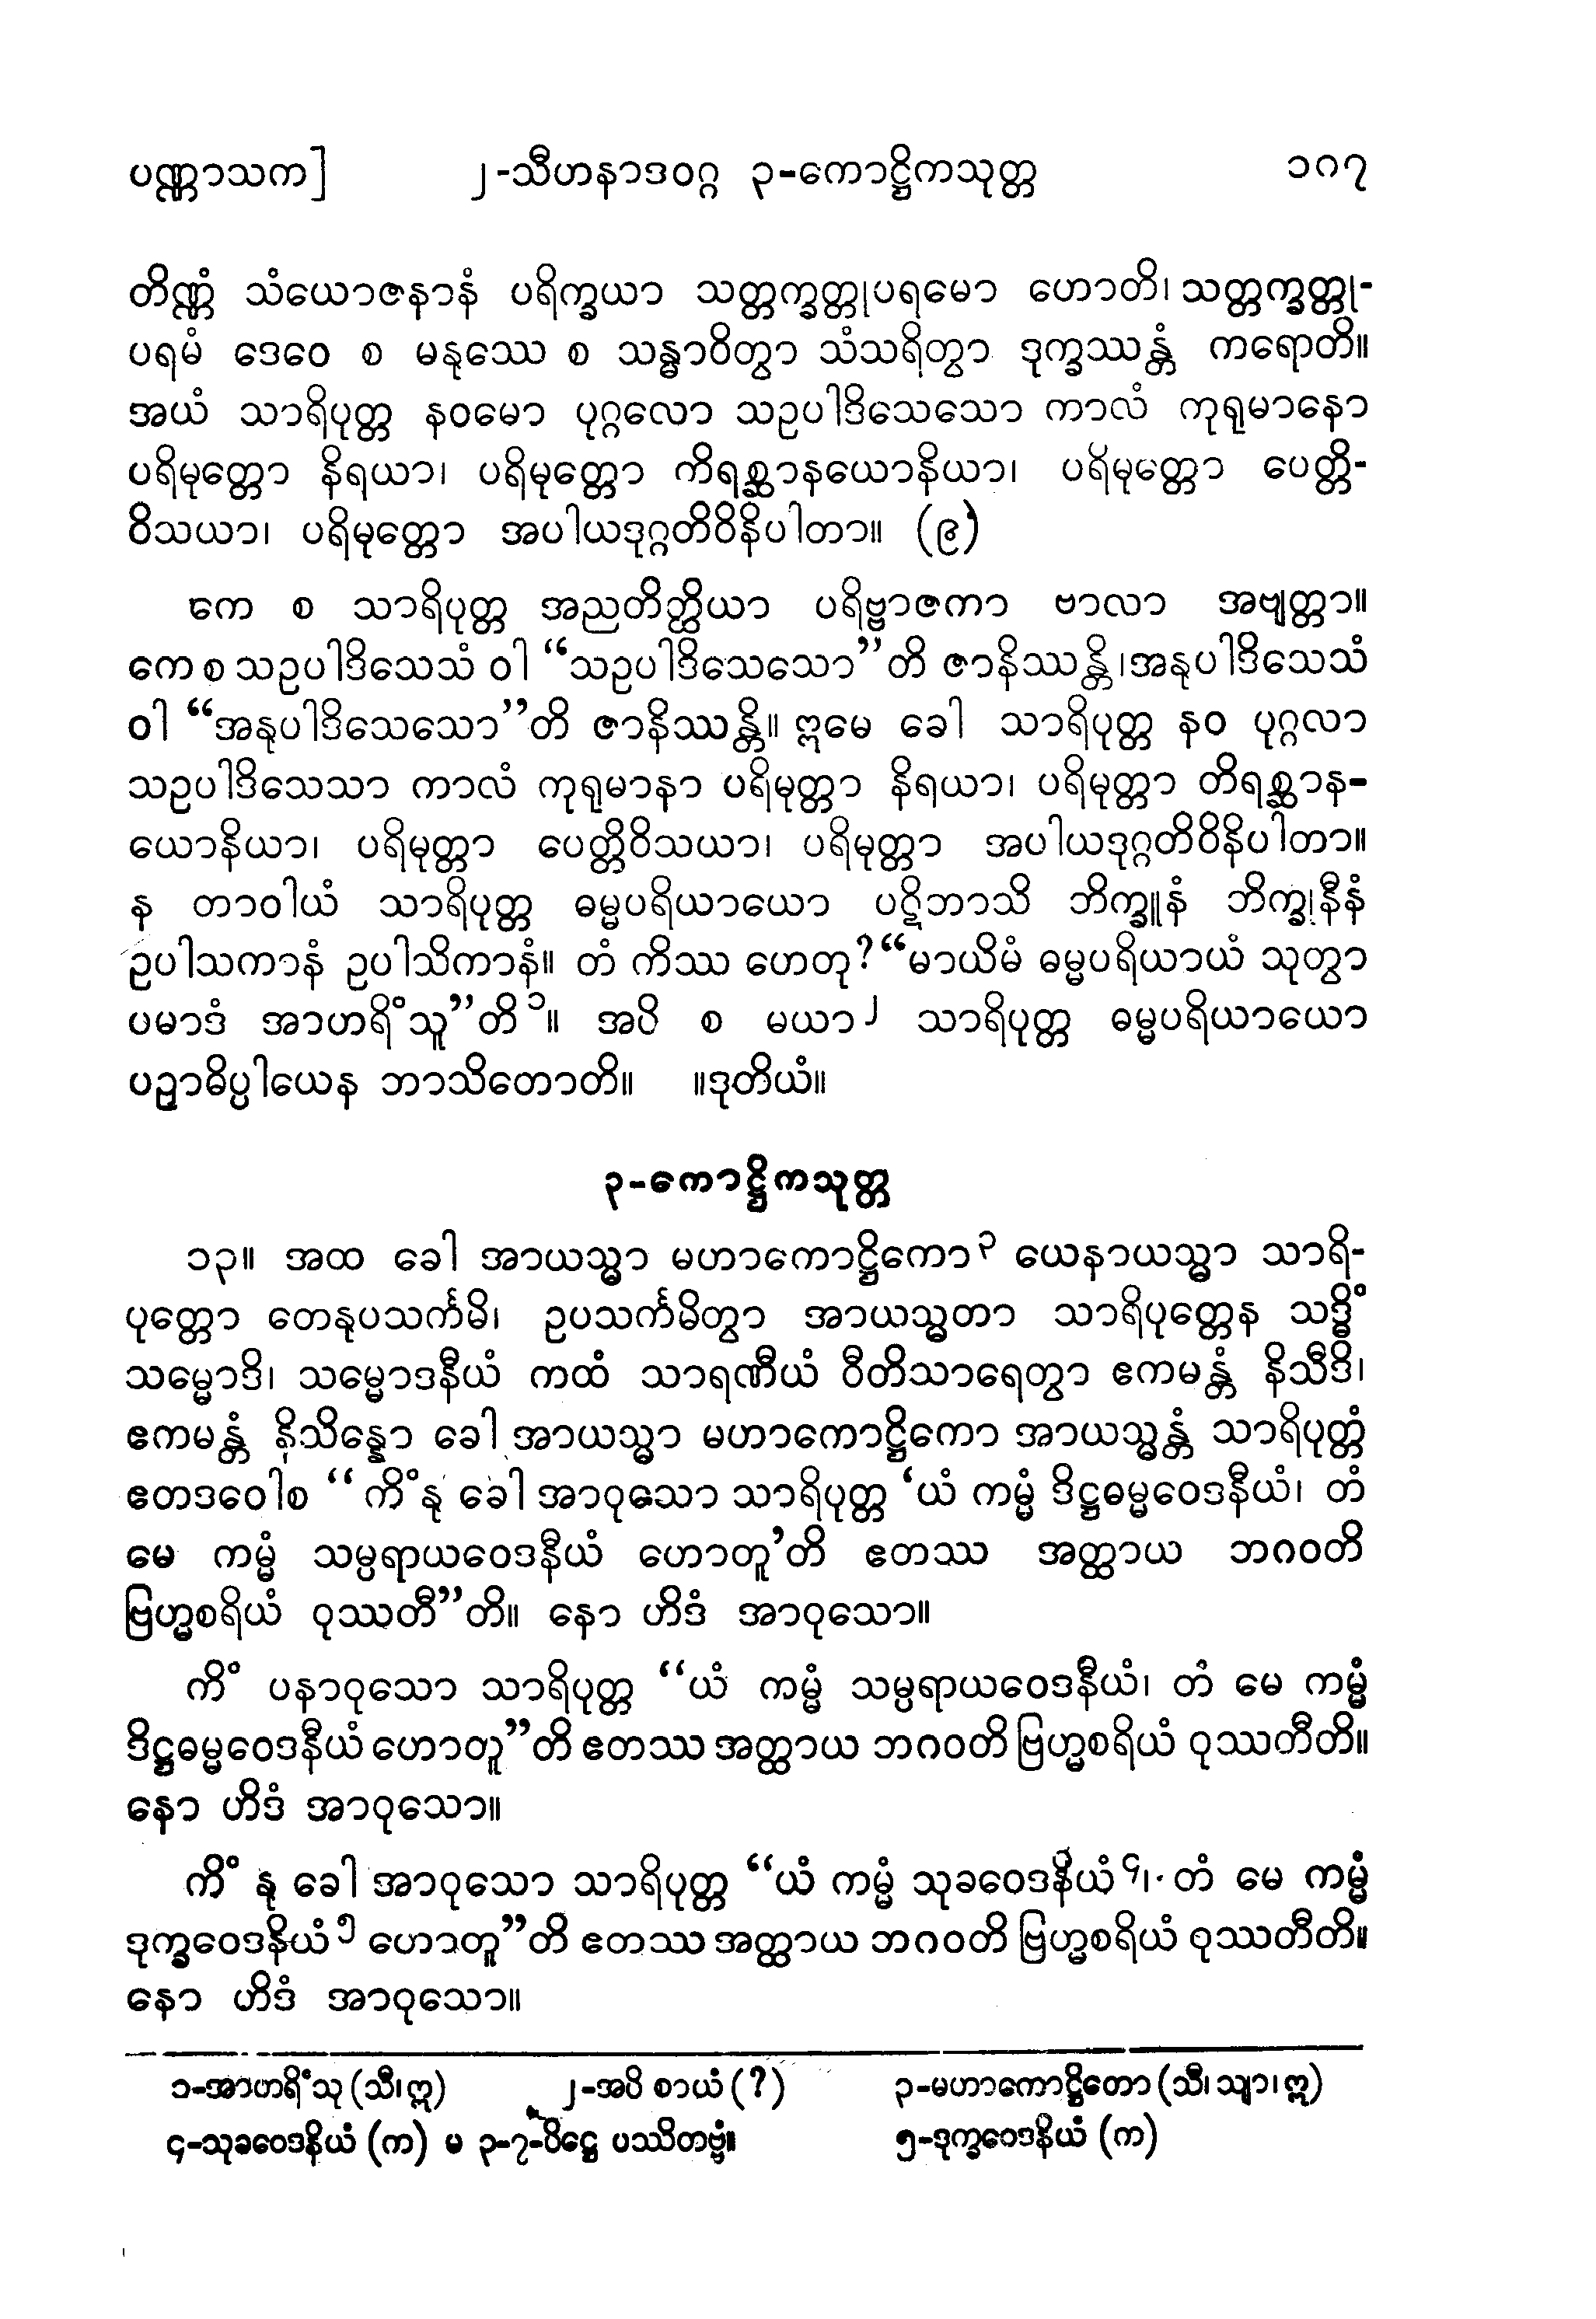 ပဏ္ဏာသက] ၂-သီဟနာဒဝဂ္ဂ ၃-ကောဋ္ဌိကသုတ္တ ၁၈၇
တိဏ္ဏံ သံယောဇနာနံ ပရိက္ခယာ သတ္တက္ခတ္တုပရမော ဟောတိ၊ သတ္တက္ခတ္တု-
ပရမံ ဒေဝေ စ မနုဿေ စ သန္ဓာဝိတွာ သံသရိတွာ ဒုက္ခဿန္တံ ကရောတိ။
အယံ သာရိပုတ္တ နဝမော ပုဂ္ဂလော သဥပါဒိသေသော ကာလံ ကုရုမာနော
ပရိမုတ္တော နိရယာ၊ ပရိမုတ္တော တိရစ္ဆာနယောနိယာ၊ ပရိမုတ္တော ပေတ္တိ-
ဝိသယာ၊ ပရိမုတ္တော အပါယဒုဂ္ဂတိဝိနိပါတာ။ (၉)
ကေ စ သာရိပုတ္တ အညတိတ္ထိယာ ပရိဗ္ဗာဇကာ ဗာလာ အဗျတ္တာ။
ကေ စ သဥပါဒိသေသံ ဝါ “သဥပါဒိသေသော”တိ ဇာနိဿန္တိ၊အနုပါဒိသေသံ
ဝါ “အနုပါဒိသေသော”တိ ဇာနိဿန္တိ။ ဣမေ ခေါ သာရိပုတ္တ နဝ ပုဂ္ဂလာ
သဥပါဒိသေသာ ကာလံ ကုရုမာနာ ပရိမုတ္တာ နိရယာ၊ ပရိမုတ္တာ တိရစ္ဆာန-
ယောနိယာ၊ ပရိမုတ္တာ ပေတ္တိဝိသယာ၊ ပရိမုတ္တာ အပါယဒုဂ္ဂတိဝိနိပါတာ။
န တာဝါယံ သာရိပုတ္တ ဓမ္မပရိယာယော ပဋိဘာသိ ဘိက္ခူနံ ဘိက္ခုနီနံ
ဥပါသကာနံ ဥပါသိကာနံ။ တံ ကိဿ ဟေတု?“မာယိမံ ဓမ္မပရိယာယံ သုတွာ
ပမာဒံ အာဟရိံသူ”တိ၁။ အပိ စ မယာ၂ သာရိပုတ္တ ဓမ္မပရိယာယော
ပဉှာဓိပ္ပါယေန ဘာသိတောတိ။ ။ဒုတိယံ။
၃-ကောဋ္ဌိကသုတ္တ
၁၃။ အထ ခေါ အာယသ္မာ မဟာကောဋ္ဌိကော၃ ယေနာယသ္မာ သာရိ-
ပုတ္တော တေနုပသင်္ကမိ၊ ဥပသင်္ကမိတွာ အာယသ္မတာ သာရိပုတ္တေန သဒ္ဓိံ
သမ္မောဒိ၊ သမ္မောဒနီယံ ကထံ သာရဏီယံ ဝီတိသာရေတွာ ဧကမန္တံ နိသီဒိ၊
ဧကမန္တံ နိသိန္နော ခေါ အာယသ္မာ မဟာကောဋ္ဌိကော အာယသ္မန္တံ သာရိပုတ္တံ
ဧတဒဝေါစ “ကိံ နု ခေါ အာဝုသော သာရိပုတ္တ ‘ယံ ကမ္မံ ဒိဋ္ဌဓမ္မဝေဒနီယံ၊ တံ
မေ ကမ္မံ သမ္ပရာယဝေဒနီယံ ဟောတူ’တိ ဧတဿ အတ္ထာယ ဘဂဝတိ
ဗြဟ္မစရိယံ ဝုဿတီ”တိ။ နော ဟိဒံ အာဝုသော။
ကိံ ပနာဝုသော သာရိပုတ္တ “ယံ ကမ္မံ သမ္ပရာယဝေဒနီယံ၊ တံ မေ ကမ္မံ
ဒိဋ္ဌဓမ္မဝေဒနီယံ ဟောတူ”တိ ဧတဿ အတ္ထာယ ဘဂဝတိ ဗြဟ္မစရိယံ ဝုဿတီတိ။
နော ဟိဒံ အာဝုသော။
ကိံ နု ခေါ အာဝုသော သာရိပုတ္တ “ယံ ကမ္မံ သုခဝေဒနီယံ၄၊ တံ မေ ကမ္မံ
ဒုက္ခဝေဒနီယံ၅ ဟောတူ”တိ ဧတဿ အတ္ထာယ ဘဂဝတိ ဗြဟ္မစရိယံ ဝုဿတီတိ။
နော ဟိဒံ အာဝုသော။
၁-အာဟရိံသု (သီ၊ဣ) ၂-အပိ စာယံ (?) ၃-မဟာကောဋ္ဌိတော (သီ၊ သျာ၊ ဣ)
၄-သုခဝေဒနိယံ (က) မ ၃-၇-ပိဋ္ဌေ ပဿိတဗ္ဗံ။ ၅-ဒုက္ခဝေဒနိယံ (က)